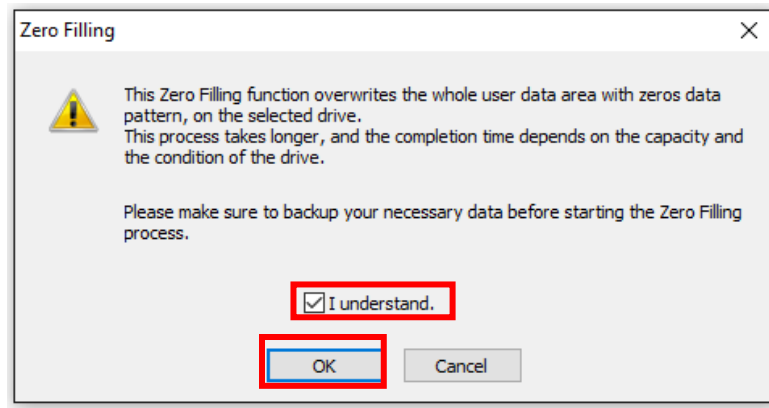 Zero Filling
This Zero Filling function overwrites the whole user data area with zeros data
pattern, on the selected drive.
This process takes longer, and the completion time depends on the capacity and
the condition of the drive.
Please make sure to backup your necessary data before starting the Zero Filling
process.
I understand.
OK Cancel